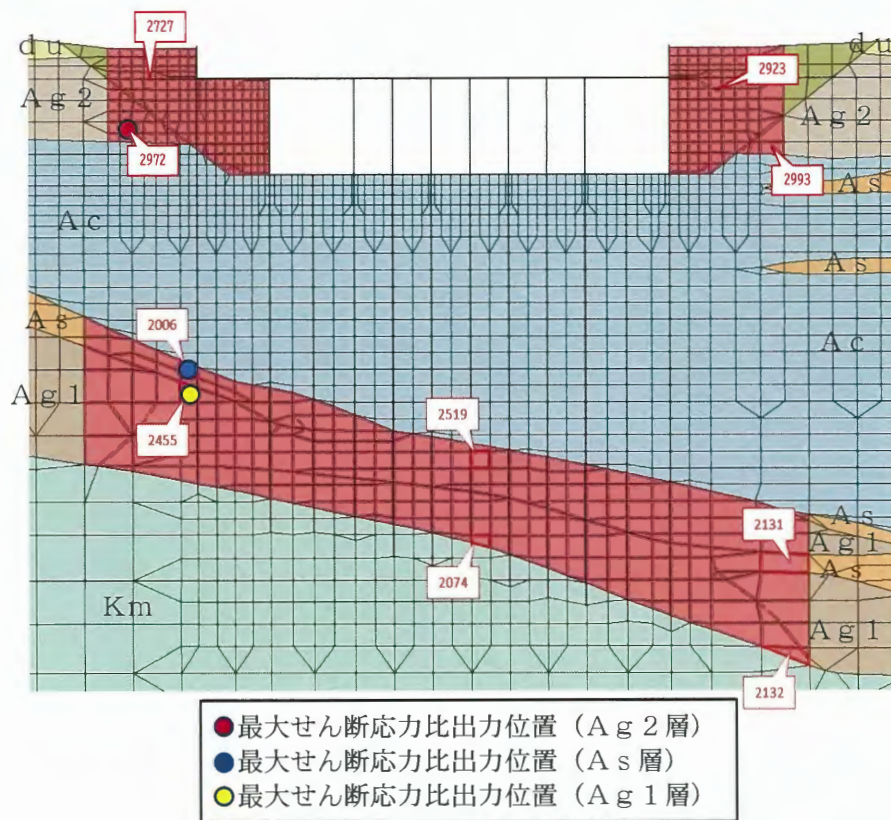 2727
du
du
2923
Ag2
Ag2
2972
2993
As
Ac
As
2006
As
Ac
Ag1
2455
2519
As
2131
Ag1
As
2074
Km
Ag1
2132
●最大せん断応力比出力位置（Ag2層）
●最大せん断応力比出力位置（As層）
●最大せん断応力比出力位置（Ag1層）